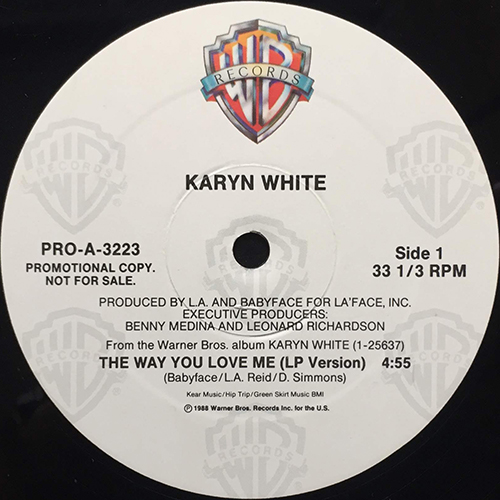 WB
RECORDS
KARYN WHITE
PRO-A-3223
PROMOTIONAL COPY.
NOT FOR SALE.
Side 1
33 1/3 RPM
PRODUCED BY L.A. AND BABYFACE FOR LA'FACE, INC.
EXECUTIVE PRODUCERS:
BENNY MEDINA AND LEONARD RICHARDSON
From the Warner Bros. album KARYN WHITE (1-25637)
THE WAY YOU LOVE ME (LP Version) 4:55
(Babyface/L.A. Reid/D. Simmons)
Kear Music/Hip Trip/Green Skirt Music BMI
℗ 1988 Warner Bros. Records Inc. for the U.S.